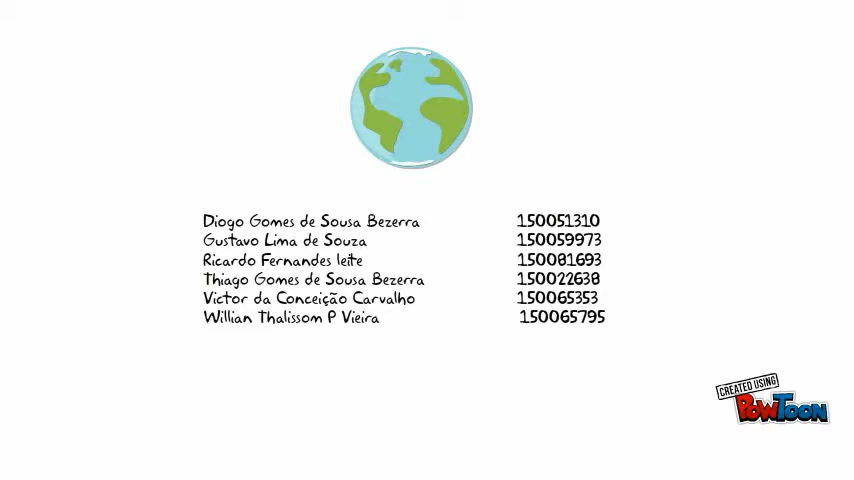 Diogo Gomes de Sousa Bezerra 150051310
Gustavo Lima de Souza 150059973
Ricardo Fernandes leite 150081693
Thiago Gomes de Sousa Bezerra 150022638
Victor da Conceição Carvalho 150065353
Willian Thalissom P Vieira 150065795
CREATED USING
POWTOON